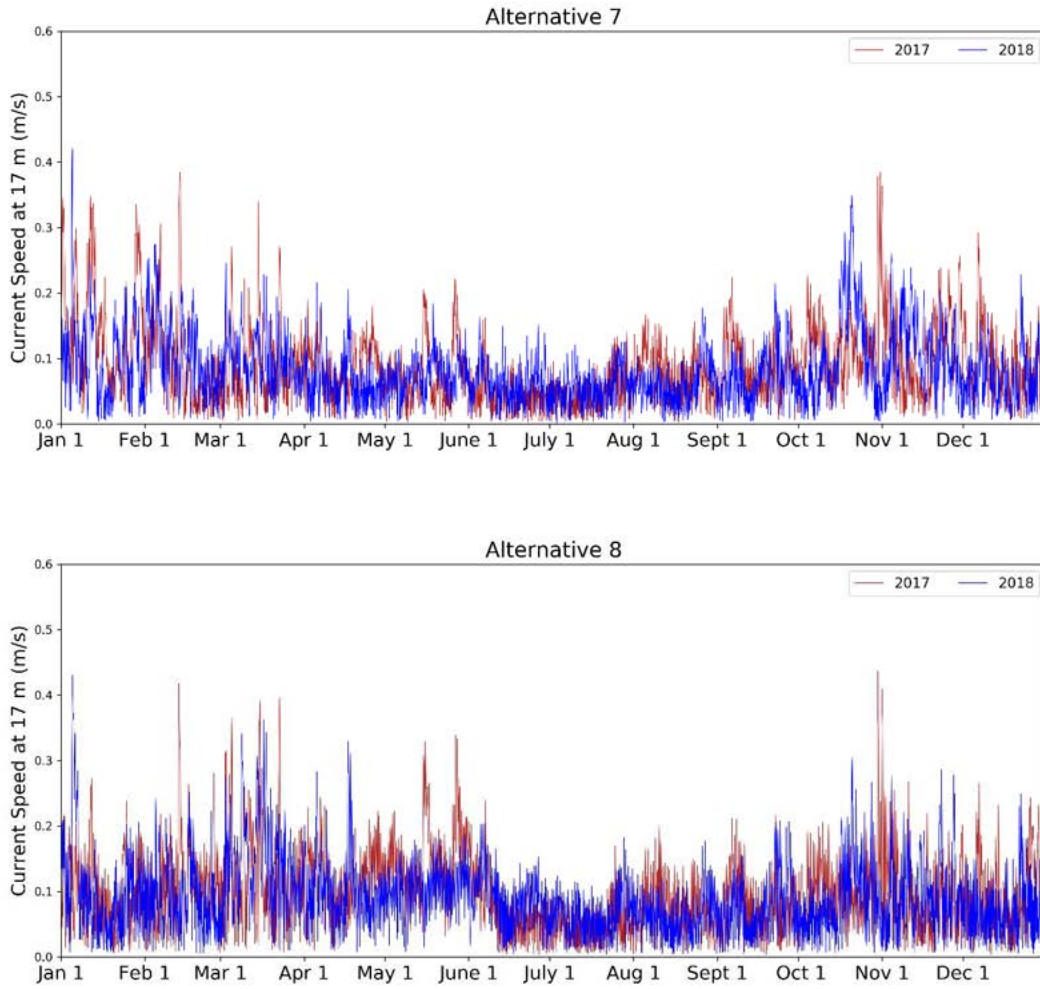 Alternative 7
2017 2018
Current Speed at 17 m (m/s)
0.6
0.5
0.4
0.3
0.2
0.1
0.0
Jan 1 Feb 1 Mar 1 Apr 1 May 1 June 1 July 1 Aug 1 Sept 1 Oct 1 Nov 1 Dec 1
Alternative 8
2017 2018
Current Speed at 17 m (m/s)
0.6
0.5
0.4
0.3
0.2
0.1
0.0
Jan 1 Feb 1 Mar 1 Apr 1 May 1 June 1 July 1 Aug 1 Sept 1 Oct 1 Nov 1 Dec 1